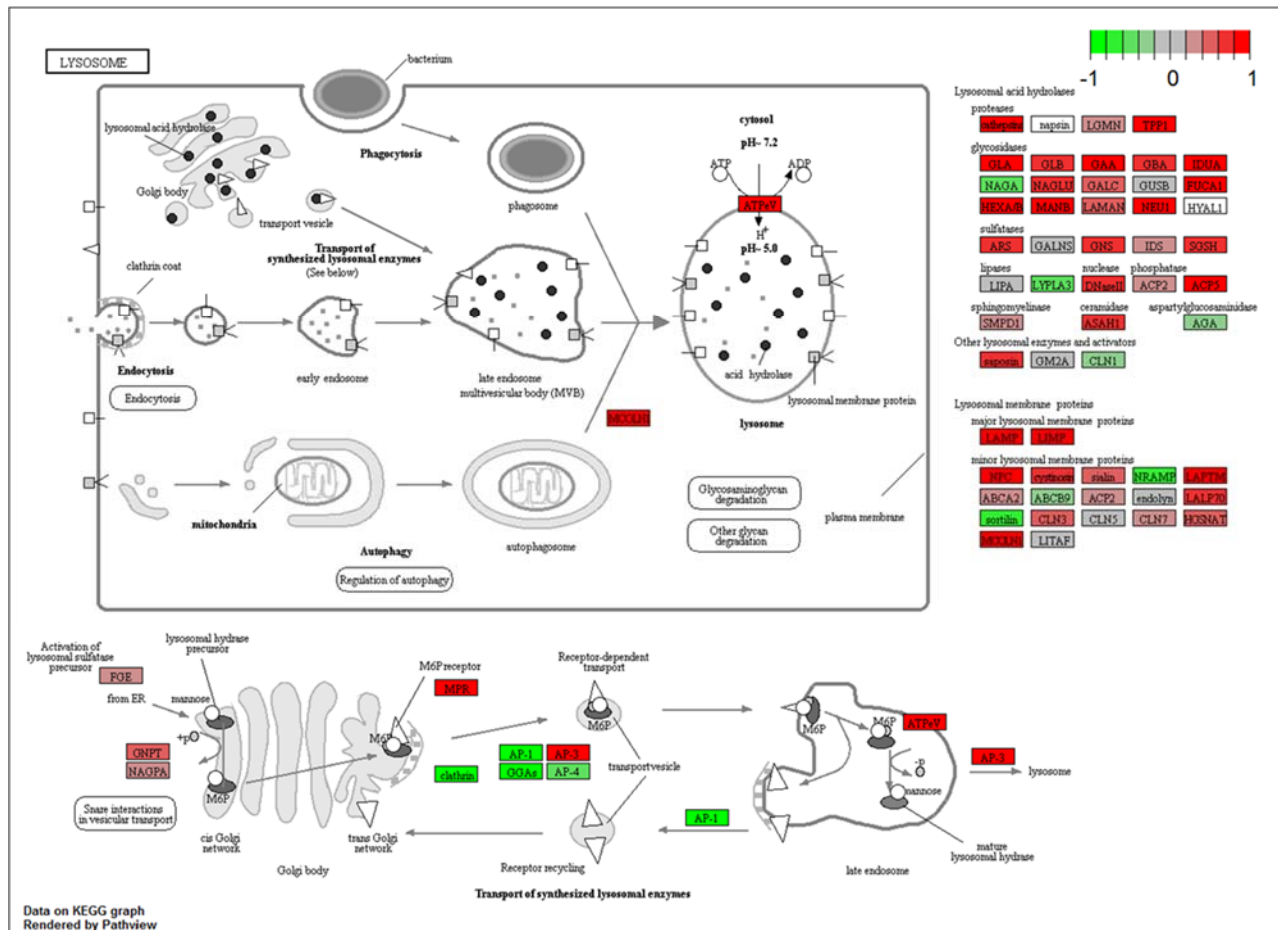 LYSOSOME
bacterium
lysosomal acid hydrolase
Phagocytosis
Golgi body
phagosome
transport vesicle
Transport of
synthesized lysosomal enzymes
(See below)
clathrin coat
Endocytosis
Endocytosis
early endosome
late endosome
multivesicular body (MVB)
cytosol
pH~ 7.2
ATP
ADP
ATPeV
H+
pH~ 5.0
acid hydrolase
lysosomal membrane protein
lysosome
MCOLN1
mitochondria
Autophagy
autophagosome
Regulation of autophagy
Glycosaminoglycan
degradation
Other glycan
degradation
plasma membrane
-1 0 1
Lysosomal acid hydrolases
proteases
cathepsins napsin LGMN TPP1
glycosidases
GLA GLB GAA GBA IDUA
NAGA NAGLU GALC GUSB FUCA1
HEXA/B MANB LAMAN NEU1 HYAL1
sulfatases
ARS GALNS GNS IDS SGSH
lipases nuclease phosphatase
LIPA LYPLA3 DNaseII ACP2 ACP5
sphingomyelinase ceramidase aspartylglucosaminidase
SMPD1 ASAH1 AGA
Other lysosomal enzymes and activators
saposin GM2A CLN1
Lysosomal membrane proteins
major lysosomal membrane proteins
LAMP LIMP
minor lysosomal membrane proteins
NPC cystinosin sialin NRAMP LAPTM
ABCA2 ABCB9 ACP2 endolyn LALP70
sortilin CLN3 CLN5 CLN7 HGSNAT
MCOLN1 LITAF
Activation of
lysosomal sulfatase
precursor
FGE
lysosomal hydrase
precursor
from ER
mannose
+p
GNPT
NAGPA
M6P
Snare interactions
in vesicular transport
cis Golgi
network
Golgi body
trans Golgi
network
M6P receptor
MPR
M6P
clathrin
AP-1 AP-3
GGAs AP-4
Receptor-dependent
transport
M6P
transport vesicle
Receptor recycling
AP-1
Transport of synthesized lysosomal enzymes
M6P
M6P
ATPeV
-p
mannose
AP-3
lysosome
mature
lysosomal hydrase
late endosome
Data on KEGG graph
Rendered by Pathview